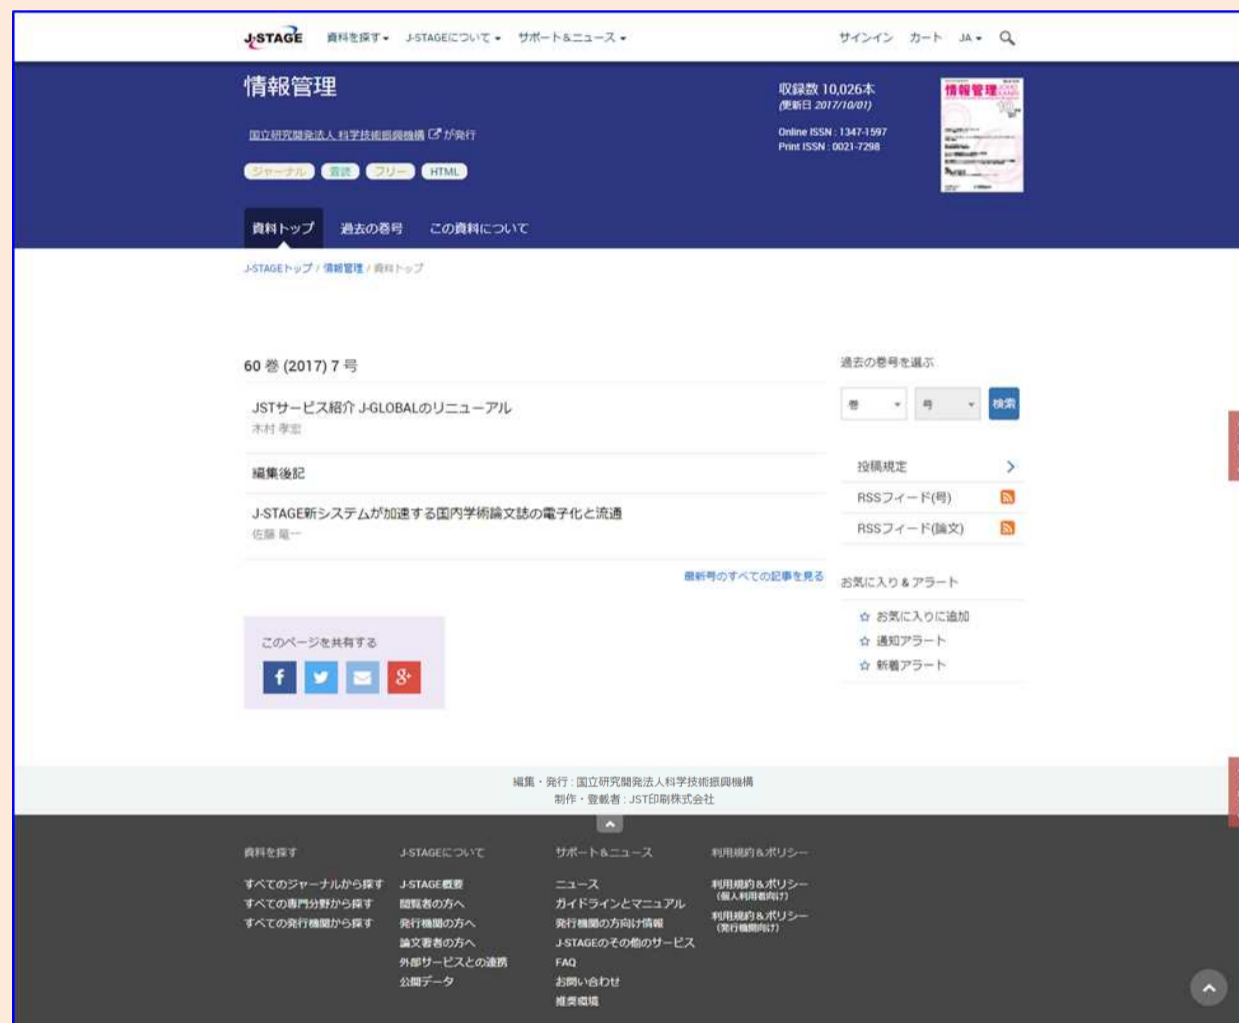 J-STAGE 資料を探す J-STAGEについて サポート＆ニュース サインイン カート JA
情報管理
国立研究開発法人 科学技術振興機構 が発行
ジャーナル 査読 フリー HTML
収録数 10,026本
(更新日 2017/10/01)
Online ISSN : 1347-1597
Print ISSN : 0021-7298
情報管理
資料トップ 過去の巻号 この資料について
J-STAGEトップ / 情報管理 / 資料トップ
60 巻 (2017) 7 号
JSTサービス紹介 J-GLOBALのリニューアル
木村 孝宏
編集後記
J-STAGE新システムが加速する国内学術論文誌の電子化と流通
佐藤 竜一
最新号のすべての記事を見る
過去の巻号を選ぶ
巻 号 検索
投稿規定
RSSフィード(号)
RSSフィード(論文)
お気に入り & アラート
お気に入りに追加
通知アラート
新着アラート
このページを共有する
編集・発行 : 国立研究開発法人科学技術振興機構
制作・登載者 : JST印刷株式会社
資料を探す
すべてのジャーナルから探す
すべての専門分野から探す
すべての発行機関から探す
J-STAGEについて
J-STAGE概要
閲覧者の方へ
発行機関の方へ
論文著者の方へ
外部サービスとの連携
公開データ
サポート＆ニュース
ニュース
ガイドラインとマニュアル
発行機関の方向け情報
J-STAGEのその他のサービス
FAQ
お問い合わせ
推奨環境
利用規約＆ポリシー
利用規約＆ポリシー
（個人利用者向け）
利用規約＆ポリシー
（発行機関向け）